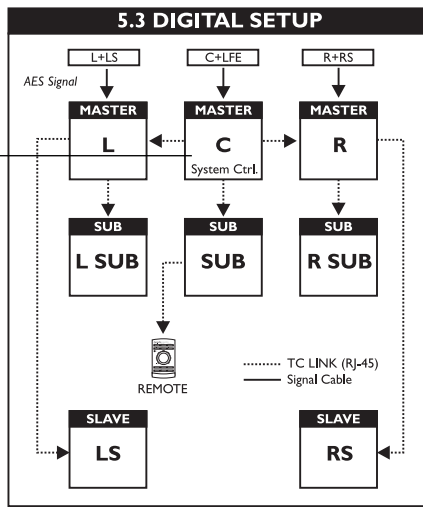 5.3 DIGITAL SETUP
L+LS
C+LFE
R+RS
AES Signal
MASTER
L
MASTER
C
System Ctrl.
MASTER
R
SUB
L SUB
SUB
SUB
SUB
R SUB
REMOTE
TC LINK (RJ-45)
Signal Cable
SLAVE
LS
SLAVE
RS